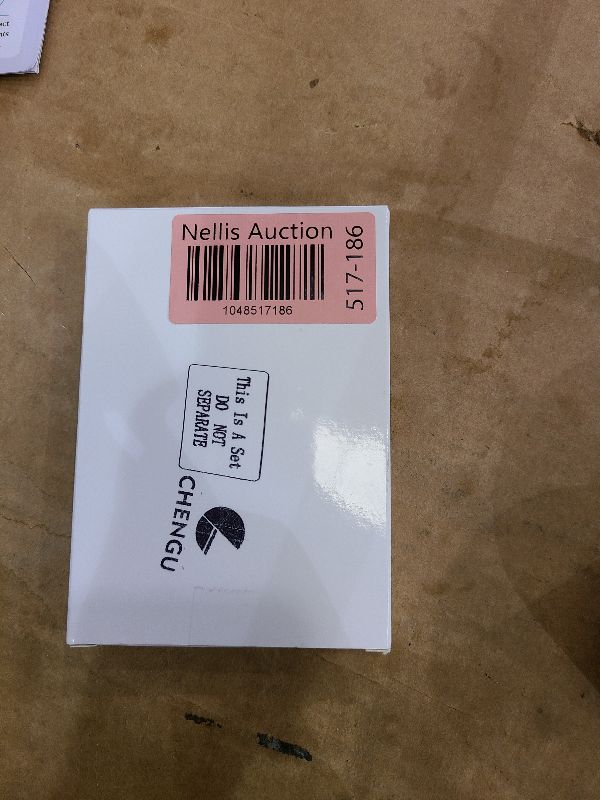 Nellis Auction
1048517186
517-186
This Is A Set
DO NOT
SEPARATE
CHENGU